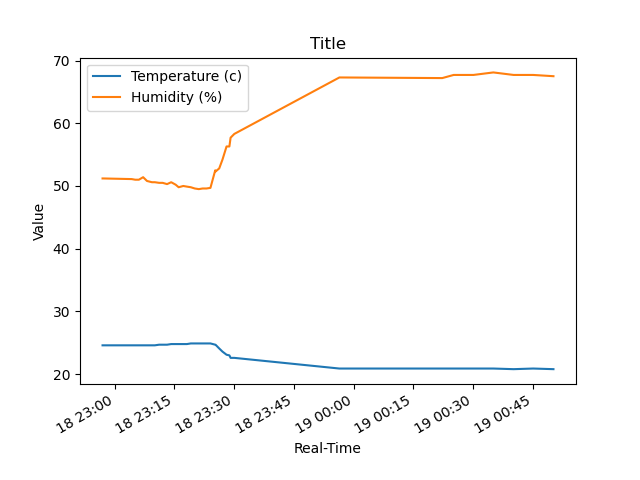 Title
Temperature (c)
Humidity (%)
70
60
50
40
30
20
Value
18 23:00
18 23:15
18 23:30
18 23:45
19 00:00
19 00:15
19 00:30
19 00:45
Real-Time